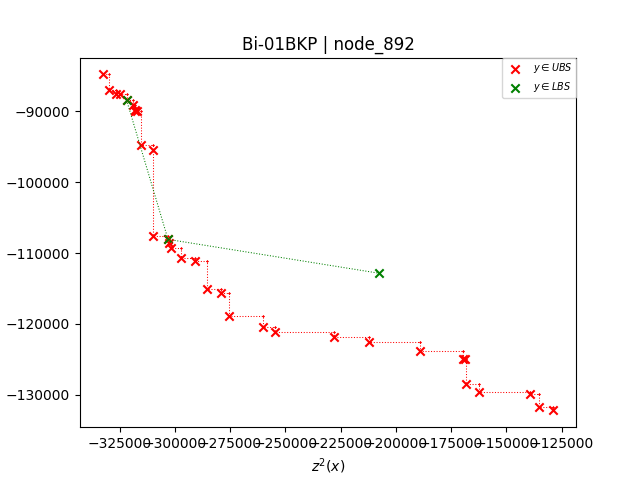 Bi-01BKP | node_892
y ∈ UBS
y ∈ LBS
−90000
−100000
−110000
−120000
−130000
−325000 −300000 −275000 −250000 −225000 −200000 −175000 −150000 −125000
z²(x)